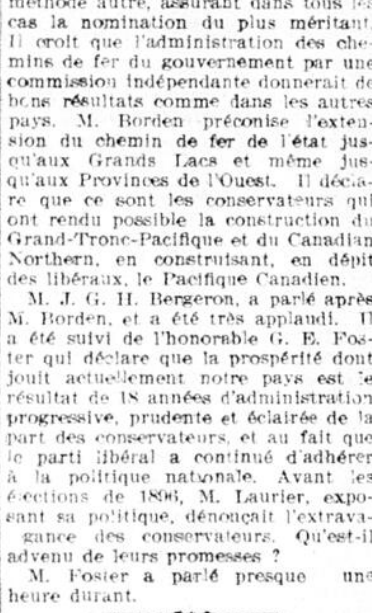 méthode autre, assurant dans tous les
cas la nomination du plus méritant.
Il croit que l'administration des che-
mins de fer du gouvernement par une
commission indépendante donnerait de
bons résultats comme dans les autres
pays. M. Borden préconise l'exten-
sion du chemin de fer de l'état jus-
qu'aux Grands Lacs et même jus-
qu'aux Provinces de l'Ouest. Il décla-
re que ce sont les conservateurs qui
ont rendu possible la construction du
Grand-Tronc-Pacifique et du Canadian
Northern, en construisant, en dépit
des libéraux, le Pacifique Canadien.
M. J. G. H. Bergeron, a parlé après
M. Borden, et a été très applaudi. Il
a été suivi de l'honorable G. E. Fos-
ter qui déclare que la prospérité dont
jouit actuellement notre pays est le
résultat de 18 années d'administration
progressive, prudente et éclairée de la
part des conservateurs, et au fait que
le parti libéral a continué d'adhérer
à la politique nationale. Avant les
élections de 1896, M. Laurier, expo-
sant sa politique, dénonçait l'extrava-
gance des conservateurs. Qu'est-il
advenu de leurs promesses ?
M. Foster a parlé presque une
heure durant.